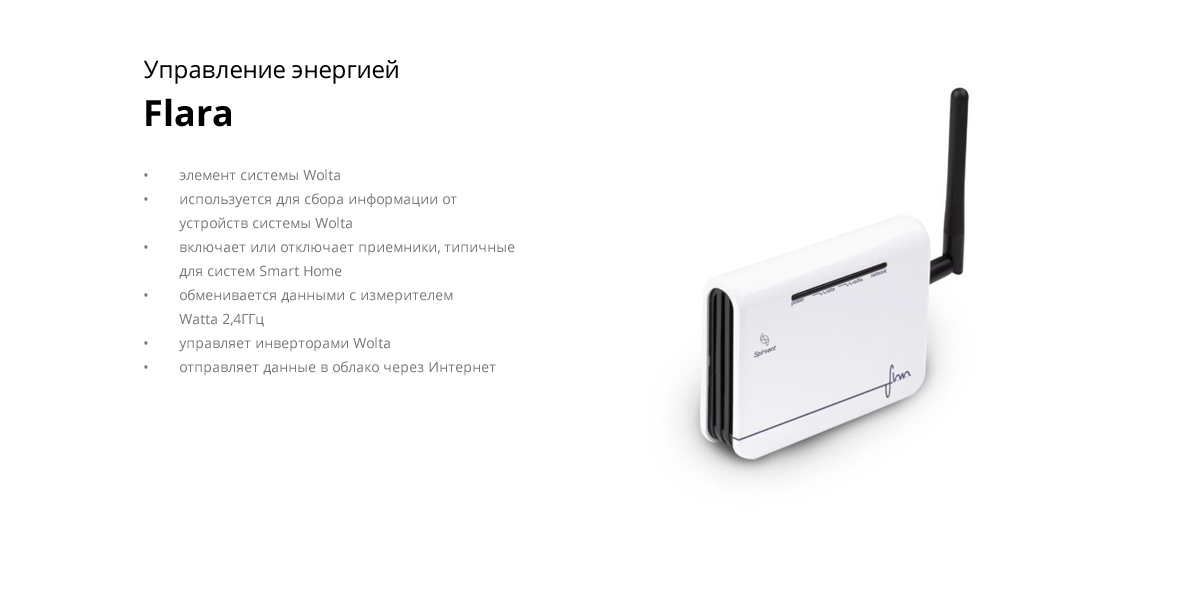 Управление энергией
Flara
• элемент системы Wolta
• используется для сбора информации от
устройств системы Wolta
• включает или отключает приемники, типичные
для систем Smart Home
• обменивается данными с измерителем
Watta 2,4ГГц
• управляет инверторами Wolta
• отправляет данные в облако через Интернет
power
network
Spirvent